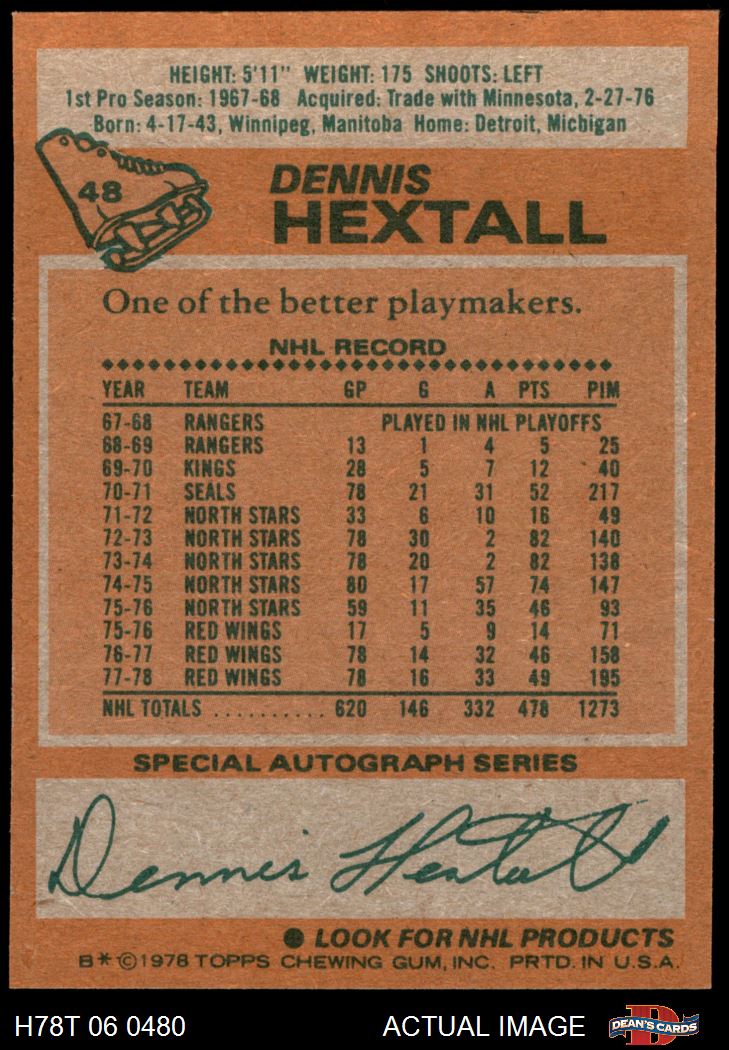 HEIGHT: 5'11" WEIGHT: 175 SHOOTS: LEFT
1st Pro Season: 1967-68 Acquired: Trade with Minnesota, 2-27-76
Born: 4-17-43, Winnipeg, Manitoba Home: Detroit, Michigan
48
DENNIS
HEXTALL
One of the better playmakers.
NHL RECORD
YEAR TEAM GP G A PTS PIM
67-68 RANGERS PLAYED IN NHL PLAYOFFS
68-69 RANGERS 13 1 4 5 25
69-70 KINGS 28 5 7 12 40
70-71 SEALS 78 21 31 52 217
71-72 NORTH STARS 33 6 10 16 49
72-73 NORTH STARS 78 30 2 82 140
73-74 NORTH STARS 78 20 2 82 138
74-75 NORTH STARS 80 17 57 74 147
75-76 NORTH STARS 59 11 35 46 93
75-76 RED WINGS 17 5 9 14 71
76-77 RED WINGS 78 14 32 46 158
77-78 RED WINGS 78 16 33 49 195
NHL TOTALS .......... 620 146 332 478 1273
SPECIAL AUTOGRAPH SERIES
Dennis Hextall
LOOK FOR NHL PRODUCTS
B*©1978 TOPPS CHEWING GUM, INC. PRTD. IN U.S.A.
H78T 06 0480 ACTUAL IMAGE D DEAN'S CARDS